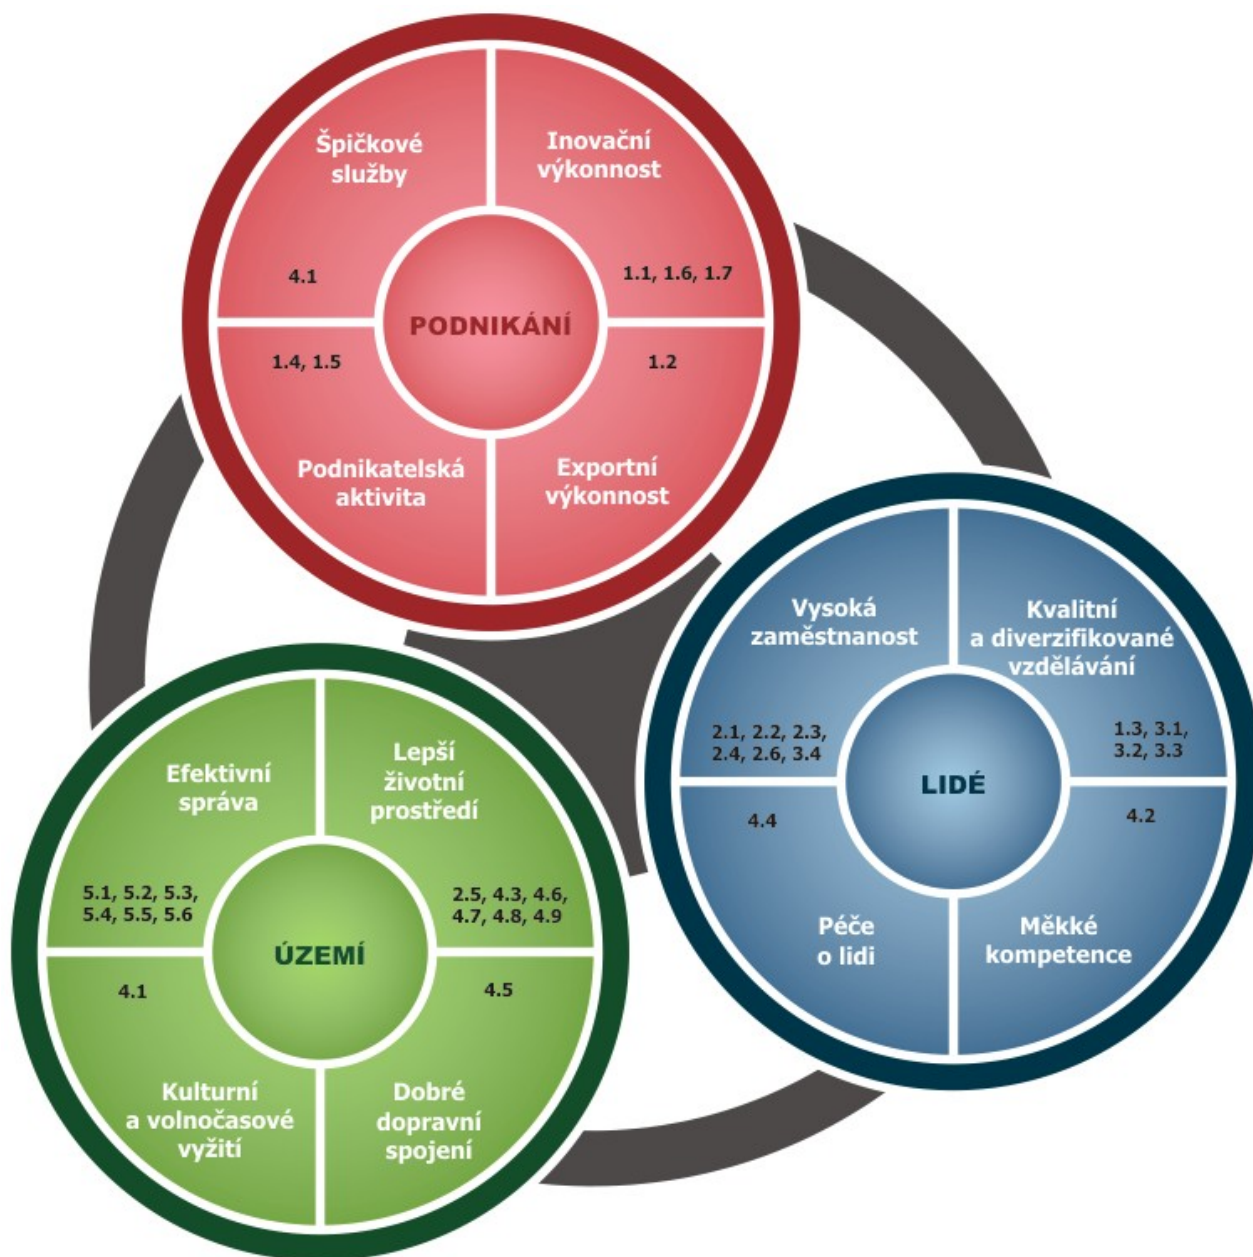 Špičkové
služby
4.1
Inovační
výkonnost
1.1, 1.6, 1.7
PODNIKÁNÍ
1.4, 1.5
Podnikatelská
aktivita
1.2
Exportní
výkonnost
Vysoká
zaměstnanost
2.1, 2.2, 2.3,
2.4, 2.6, 3.4
Kvalitní
a diverzifikované
vzdělávání
1.3, 3.1,
3.2, 3.3
LIDÉ
4.4
Péče
o lidi
4.2
Měkké
kompetence
Efektivní
správa
5.1, 5.2, 5.3,
5.4, 5.5, 5.6
Lepší
životní
prostředí
2.5, 4.3, 4.6,
4.7, 4.8, 4.9
ÚZEMÍ
4.1
Kulturní
a volnočasové
vyžití
4.5
Dobré
dopravní
spojení